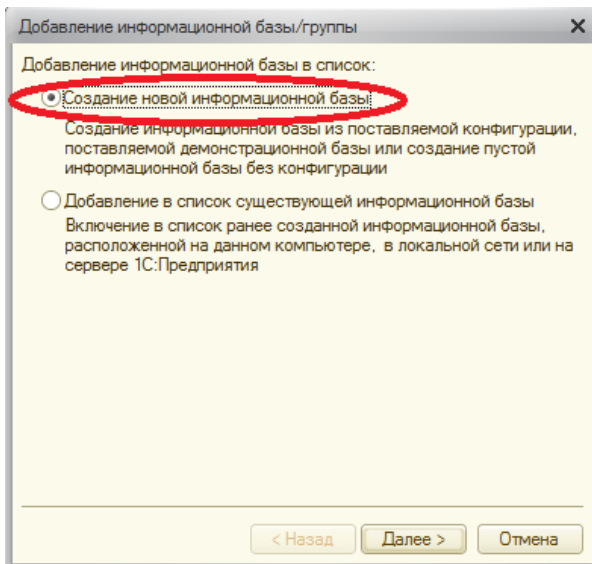 Добавление информационной базы/группы
Добавление информационной базы в список:
Создание новой информационной базы
Создание информационной базы из поставляемой конфигурации,
поставляемой демонстрационной базы или создание пустой
информационной базы без конфигурации
Добавление в список существующей информационной базы
Включение в список ранее созданной информационной базы,
расположенной на данном компьютере, в локальной сети или на
сервере 1С:Предприятия
< Назад Далее > Отмена